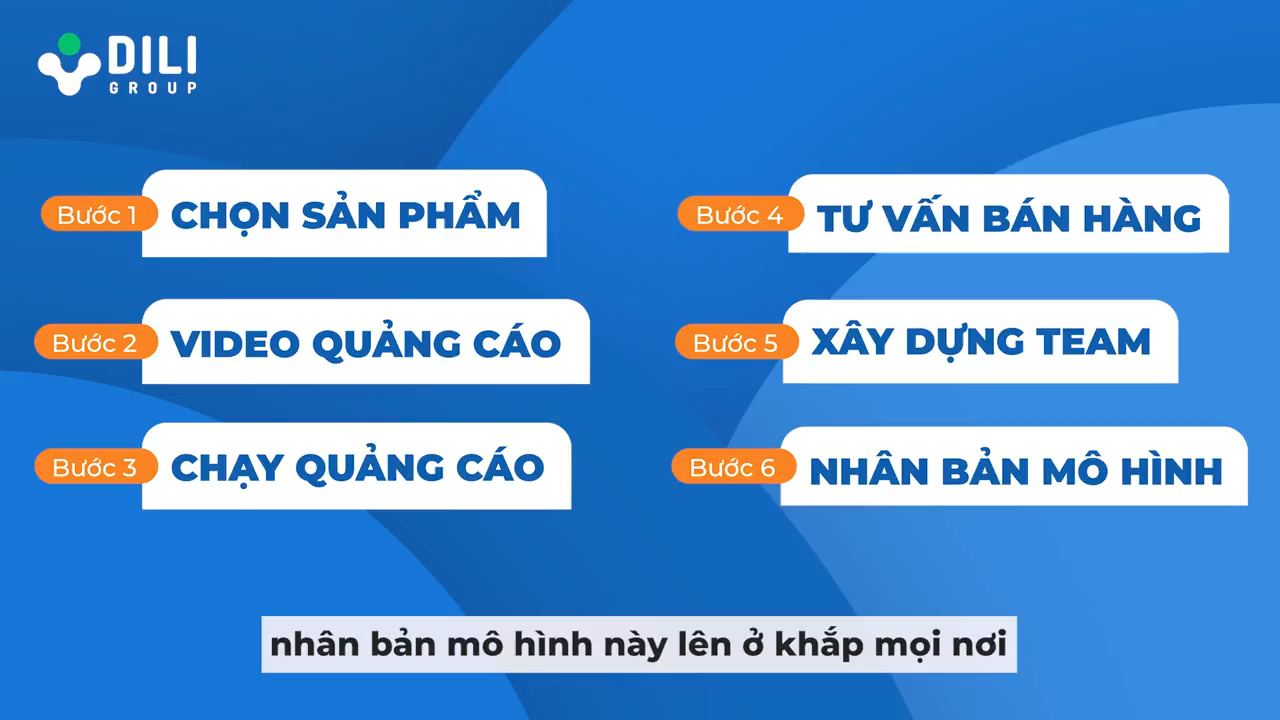 DILI
GROUP
Bước 1
CHỌN SẢN PHẨM
Bước 2
VIDEO QUẢNG CÁO
Bước 3
CHẠY QUẢNG CÁO
Bước 4
TƯ VẤN BÁN HÀNG
Bước 5
XÂY DỰNG TEAM
Bước 6
NHÂN BẢN MÔ HÌNH
nhân bản mô hình này lên ở khắp mọi nơi